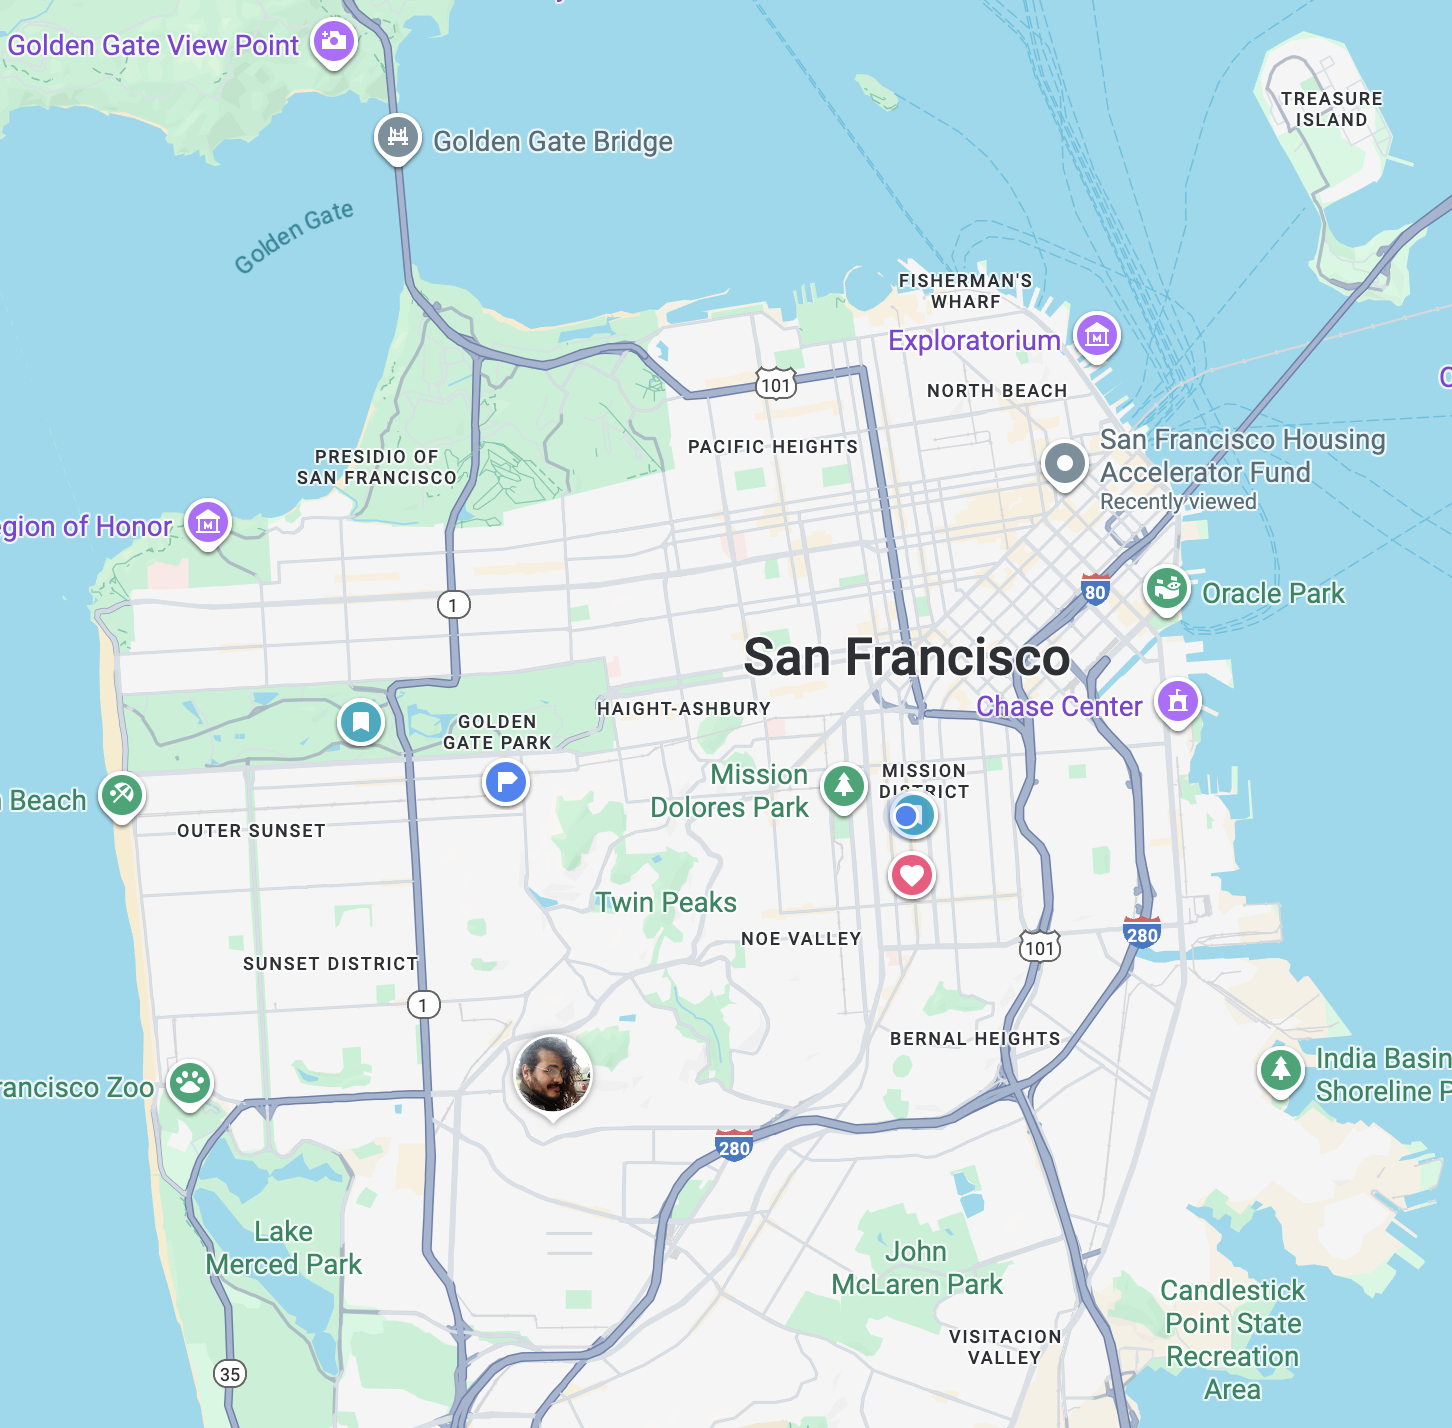 Golden Gate View Point
TREASURE
ISLAND
Golden Gate Bridge
Golden Gate
FISHERMAN'S
WHARF
Exploratorium
101
NORTH BEACH
PACIFIC HEIGHTS
San Francisco Housing
Accelerator Fund
Recently viewed
PRESIDIO OF
SAN FRANCISCO
egion of Honor
80
Oracle Park
1
San Francisco
HAIGHT-ASHBURY
Chase Center
GOLDEN
GATE PARK
Mission
Dolores Park
MISSION
DISTRICT
Beach
OUTER SUNSET
Twin Peaks
NOE VALLEY
101
280
SUNSET DISTRICT
1
BERNAL HEIGHTS
India Basin
Shoreline P
rancisco Zoo
280
Lake
Merced Park
John
McLaren Park
Candlestick
Point State
Recreation
Area
VISITACION
VALLEY
35